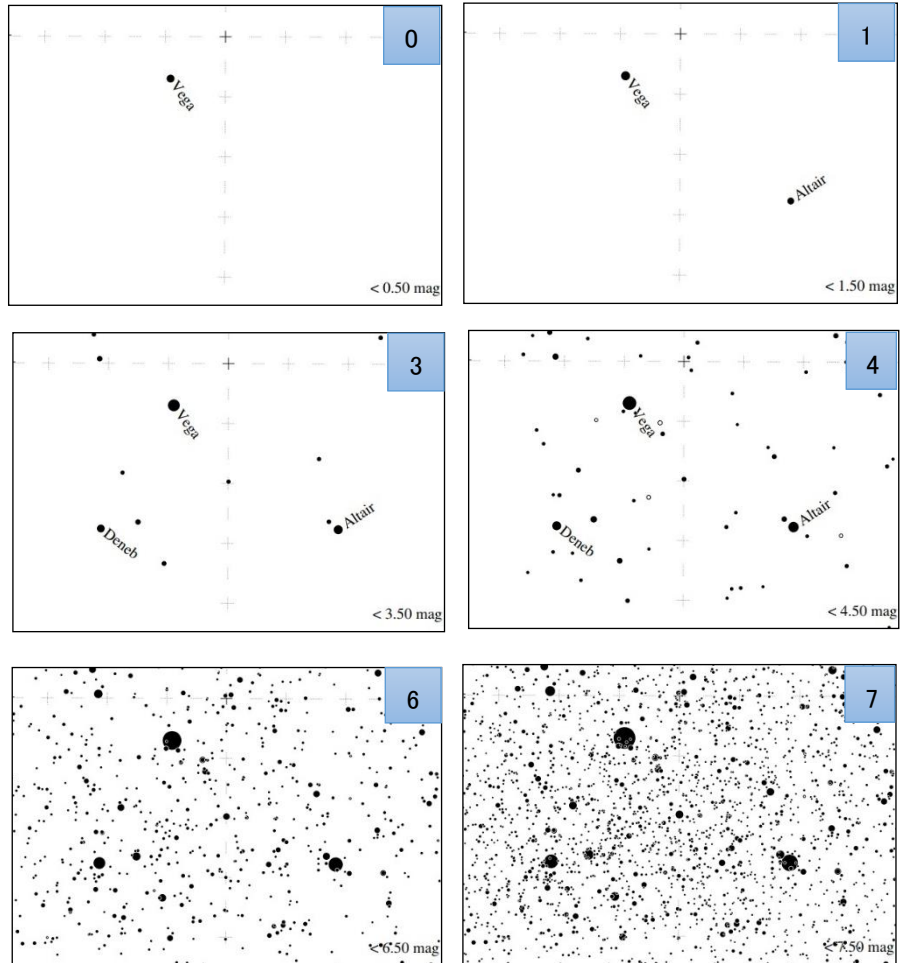 0
Vega
< 0.50 mag
1
Vega
Altair
< 1.50 mag
3
Vega
Deneb
Altair
< 3.50 mag
4
Vega
Deneb
Altair
< 4.50 mag
6
< 6.50 mag
7
< 7.50 mag